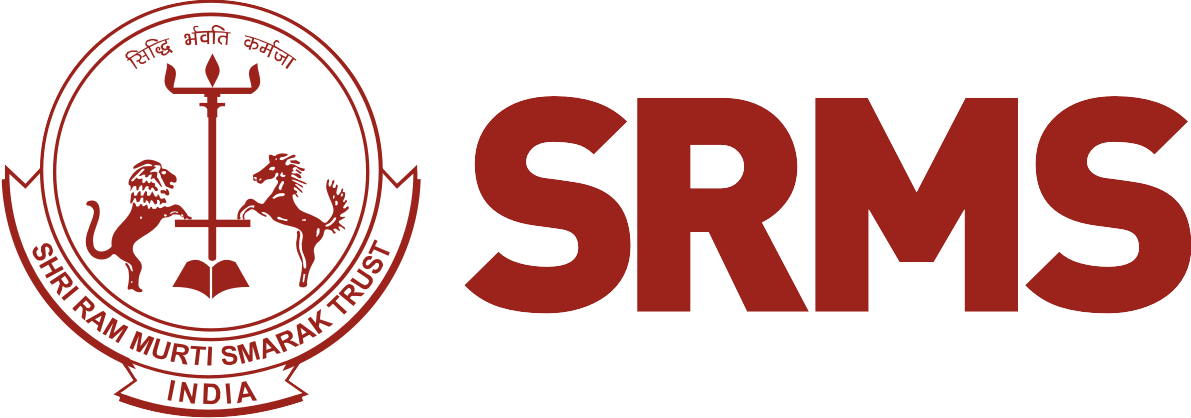 सिद्धि र्भवति कर्मजा
SHRI RAM MURTI SMARAK TRUST
INDIA
SRMS